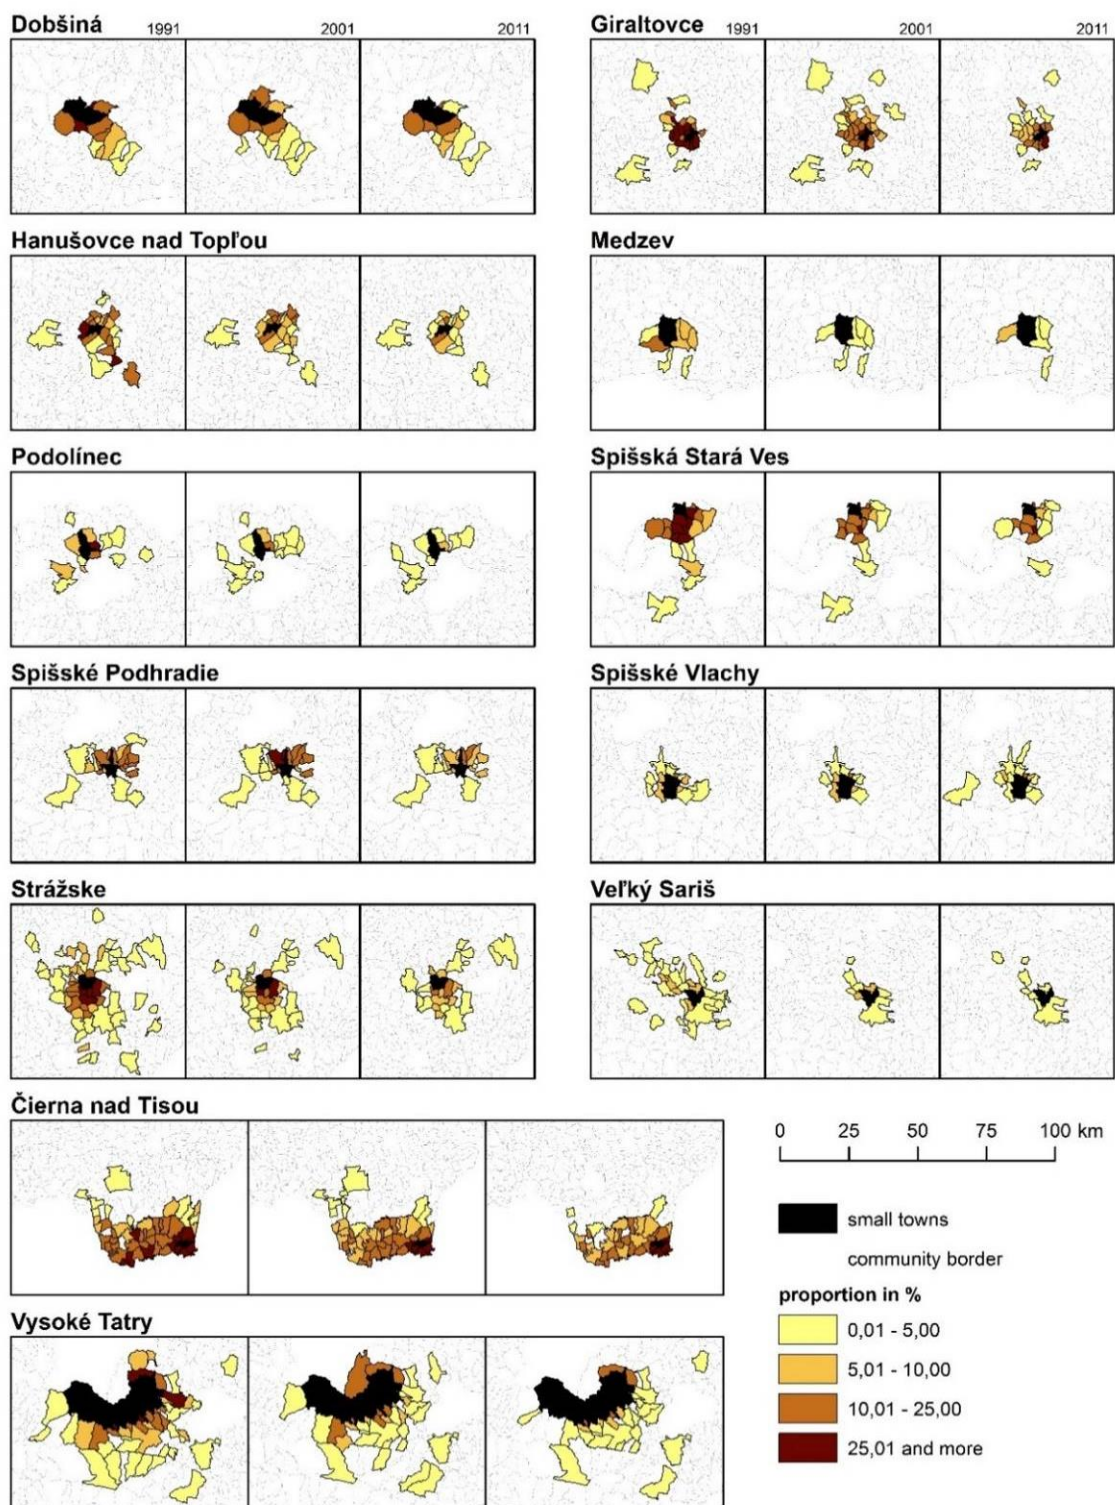 Dobšiná 1991 2001 2011
Giraltovce 1991 2001 2011
Hanušovce nad Topľou
Medzev
Podolínec
Spišská Stará Ves
Spišské Podhradie
Spišské Vlachy
Strážske
Veľký Sariš
Čierna nad Tisou
0 25 50 75 100 km
small towns
community border
proportion in %
0,01 - 5,00
5,01 - 10,00
10,01 - 25,00
25,01 and more
Vysoké Tatry